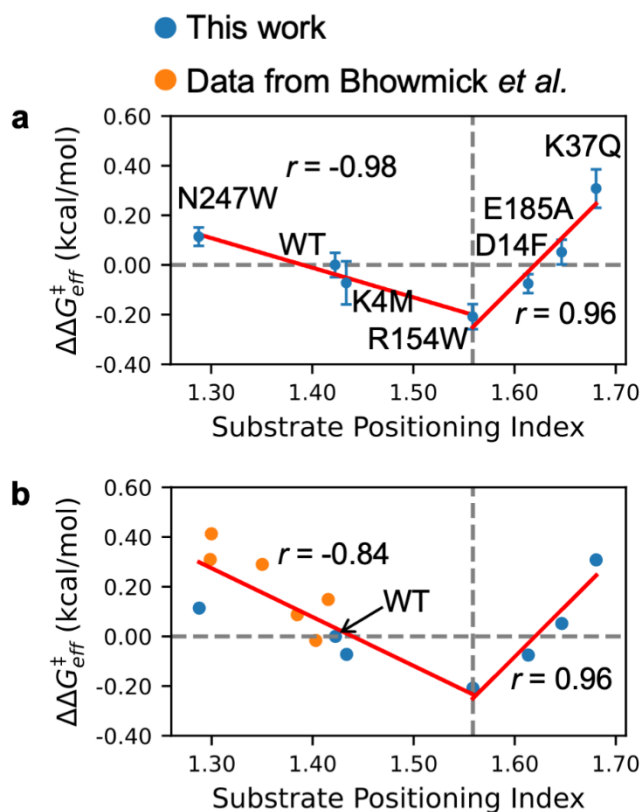 This work
Data from Bhowmick et al.
a
0.60
0.40
0.20
0.00
-0.20
-0.40
ΔΔG‡eff (kcal/mol)
N247W
r = -0.98
WT
K4M
R154W
K37Q
E185A
D14F
r = 0.96
1.30 1.40 1.50 1.60 1.70
Substrate Positioning Index
b
0.60
0.40
0.20
0.00
-0.20
-0.40
ΔΔG‡eff (kcal/mol)
r = -0.84
WT
r = 0.96
1.30 1.40 1.50 1.60 1.70
Substrate Positioning Index